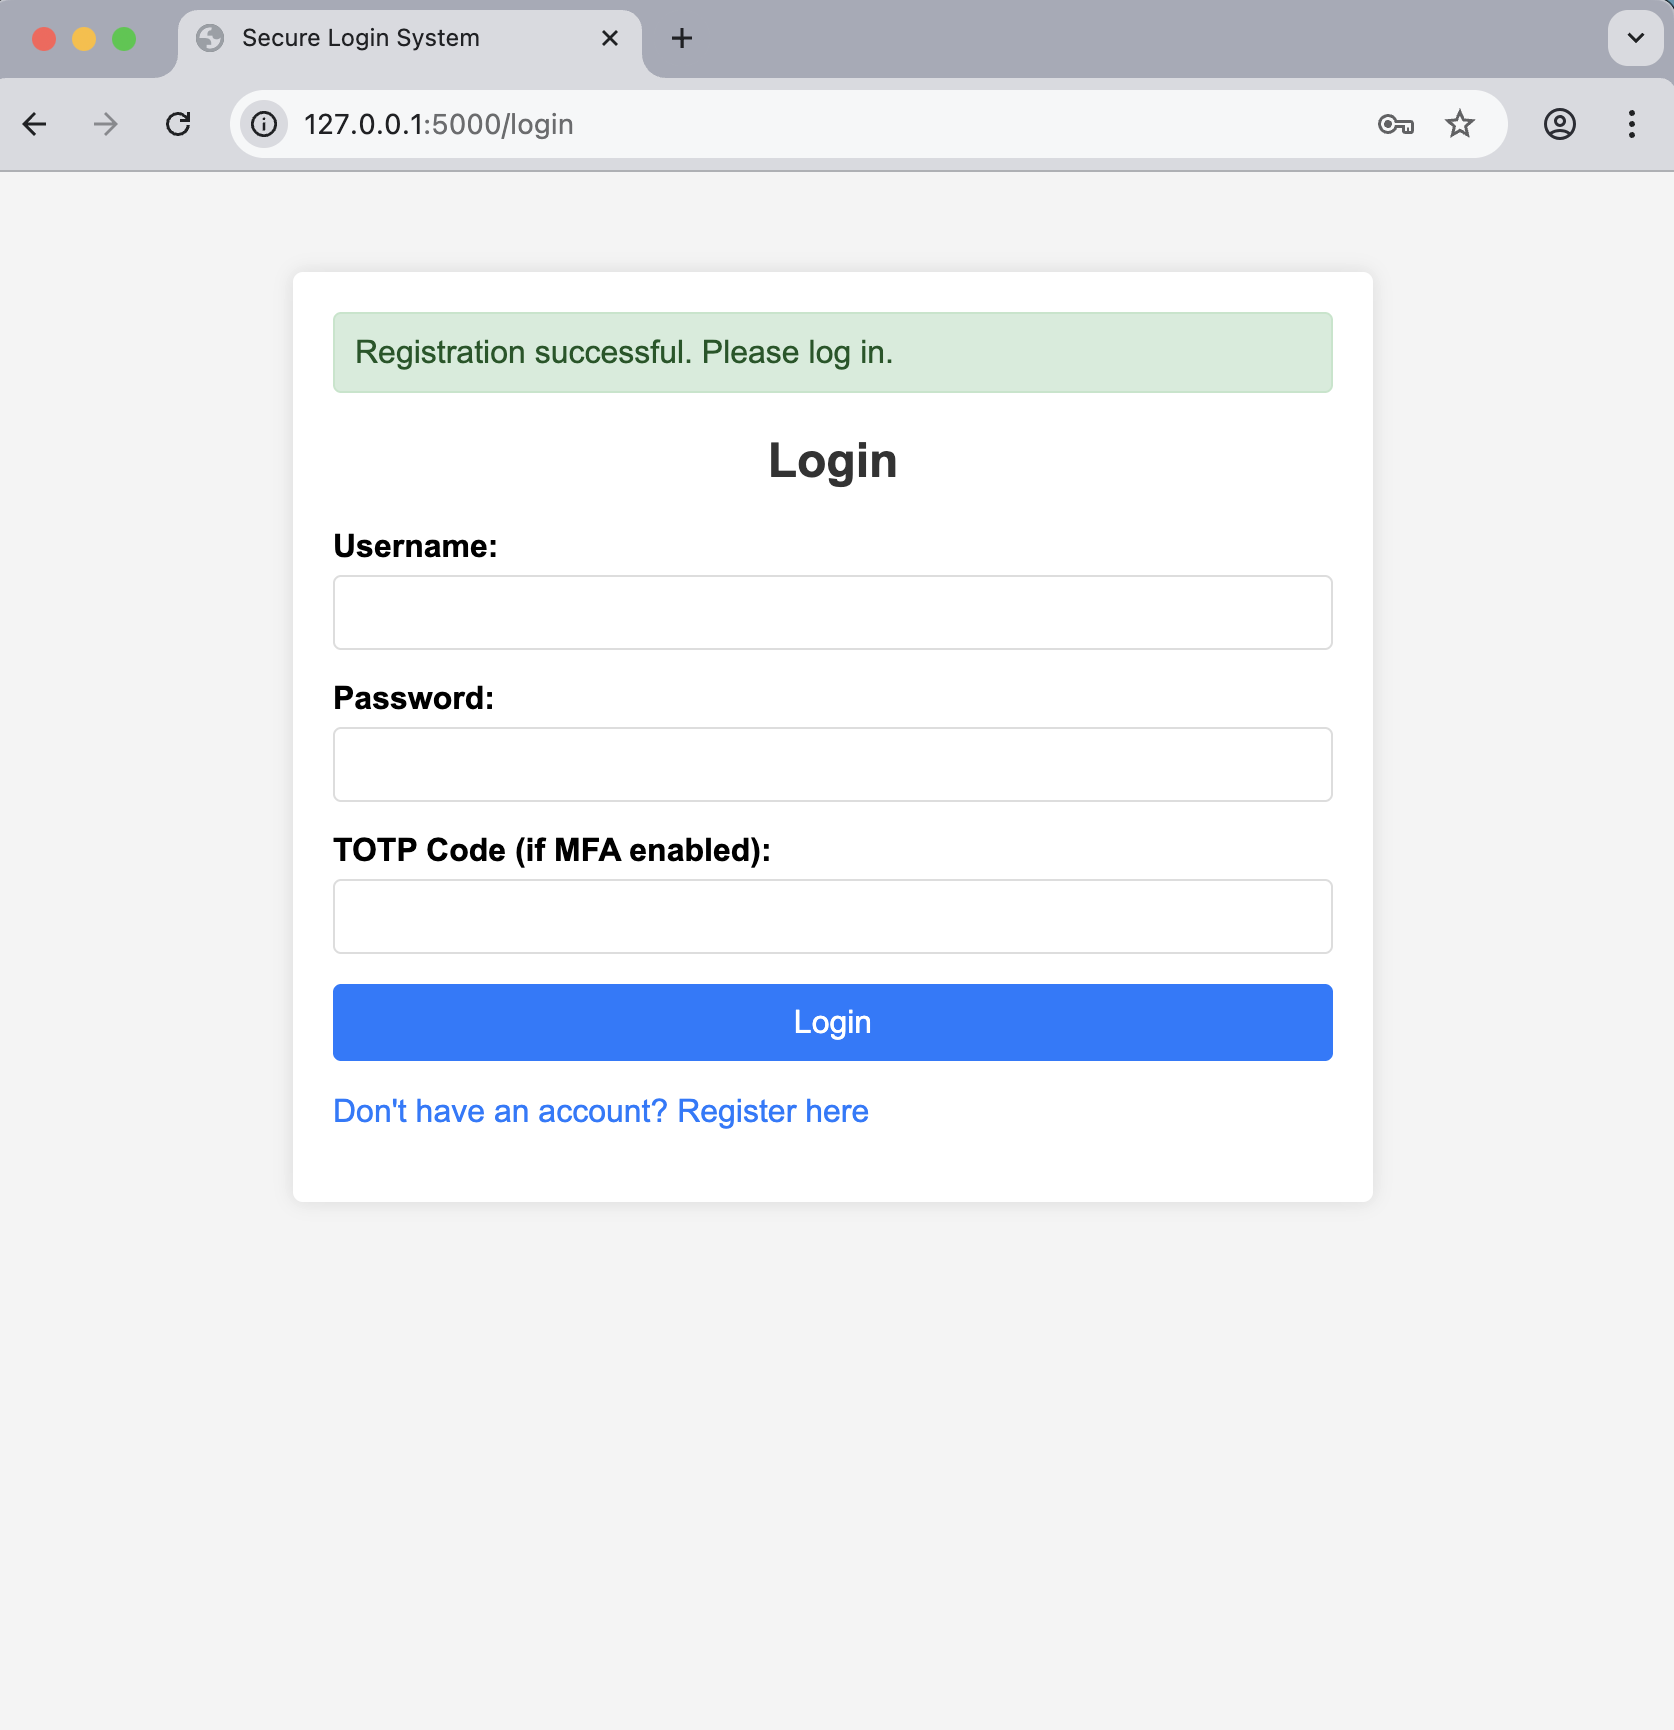 Secure Login System
127.0.0.1:5000/login
Registration successful. Please log in.
Login
Username:
Password:
TOTP Code (if MFA enabled):
Login
Don't have an account? Register here